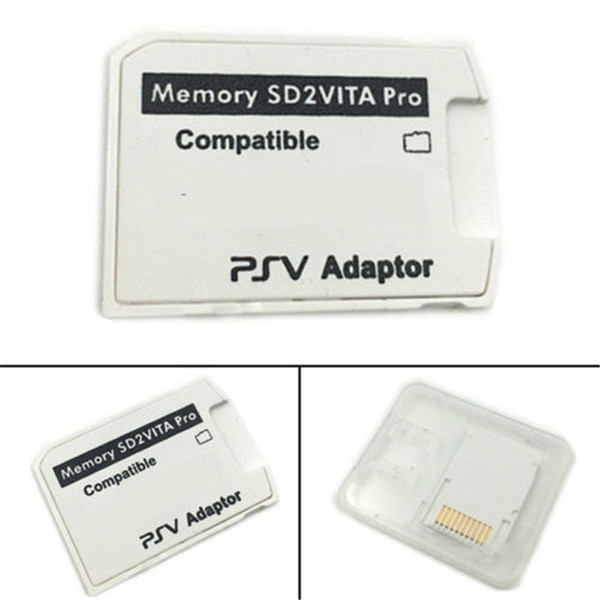 Memory SD2VITA Pro
Compatible
PSV Adaptor
Memory SD2VITA Pro
Compatible
PSV Adaptor